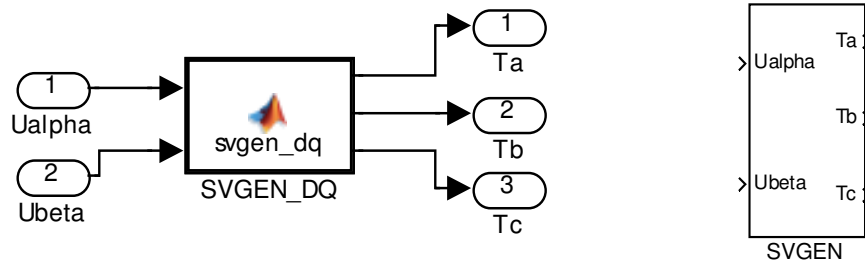 1
Ualpha
2
Ubeta
svgen_dq
SVGEN_DQ
1
Ta
2
Tb
3
Tc
Ualpha
Ubeta
Ta
Tb
Tc
SVGEN